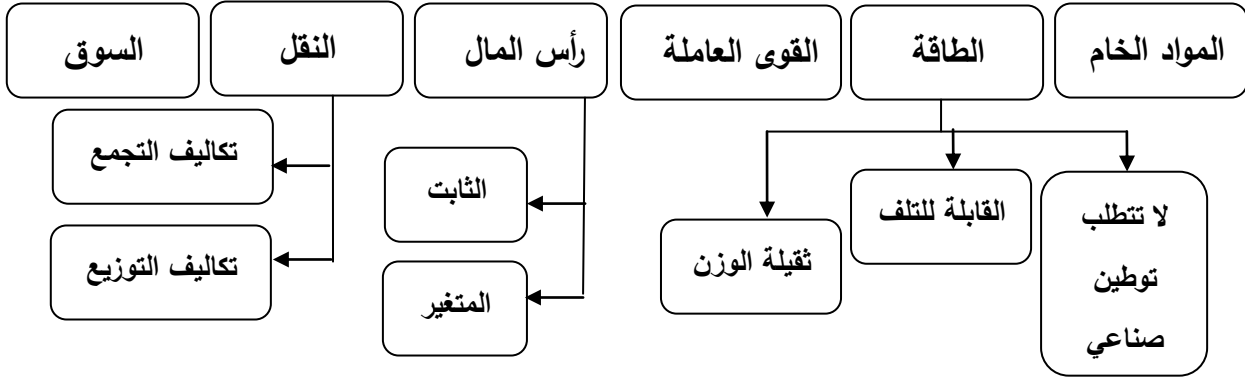 المواد الخام
الطاقة
القوى العاملة
رأس المال
النقل
السوق
لا تتطلب
توطين
صناعي
القابلة للتلف
ثقيلة الوزن
الثابت
المتغير
تكاليف التجمع
تكاليف التوزيع